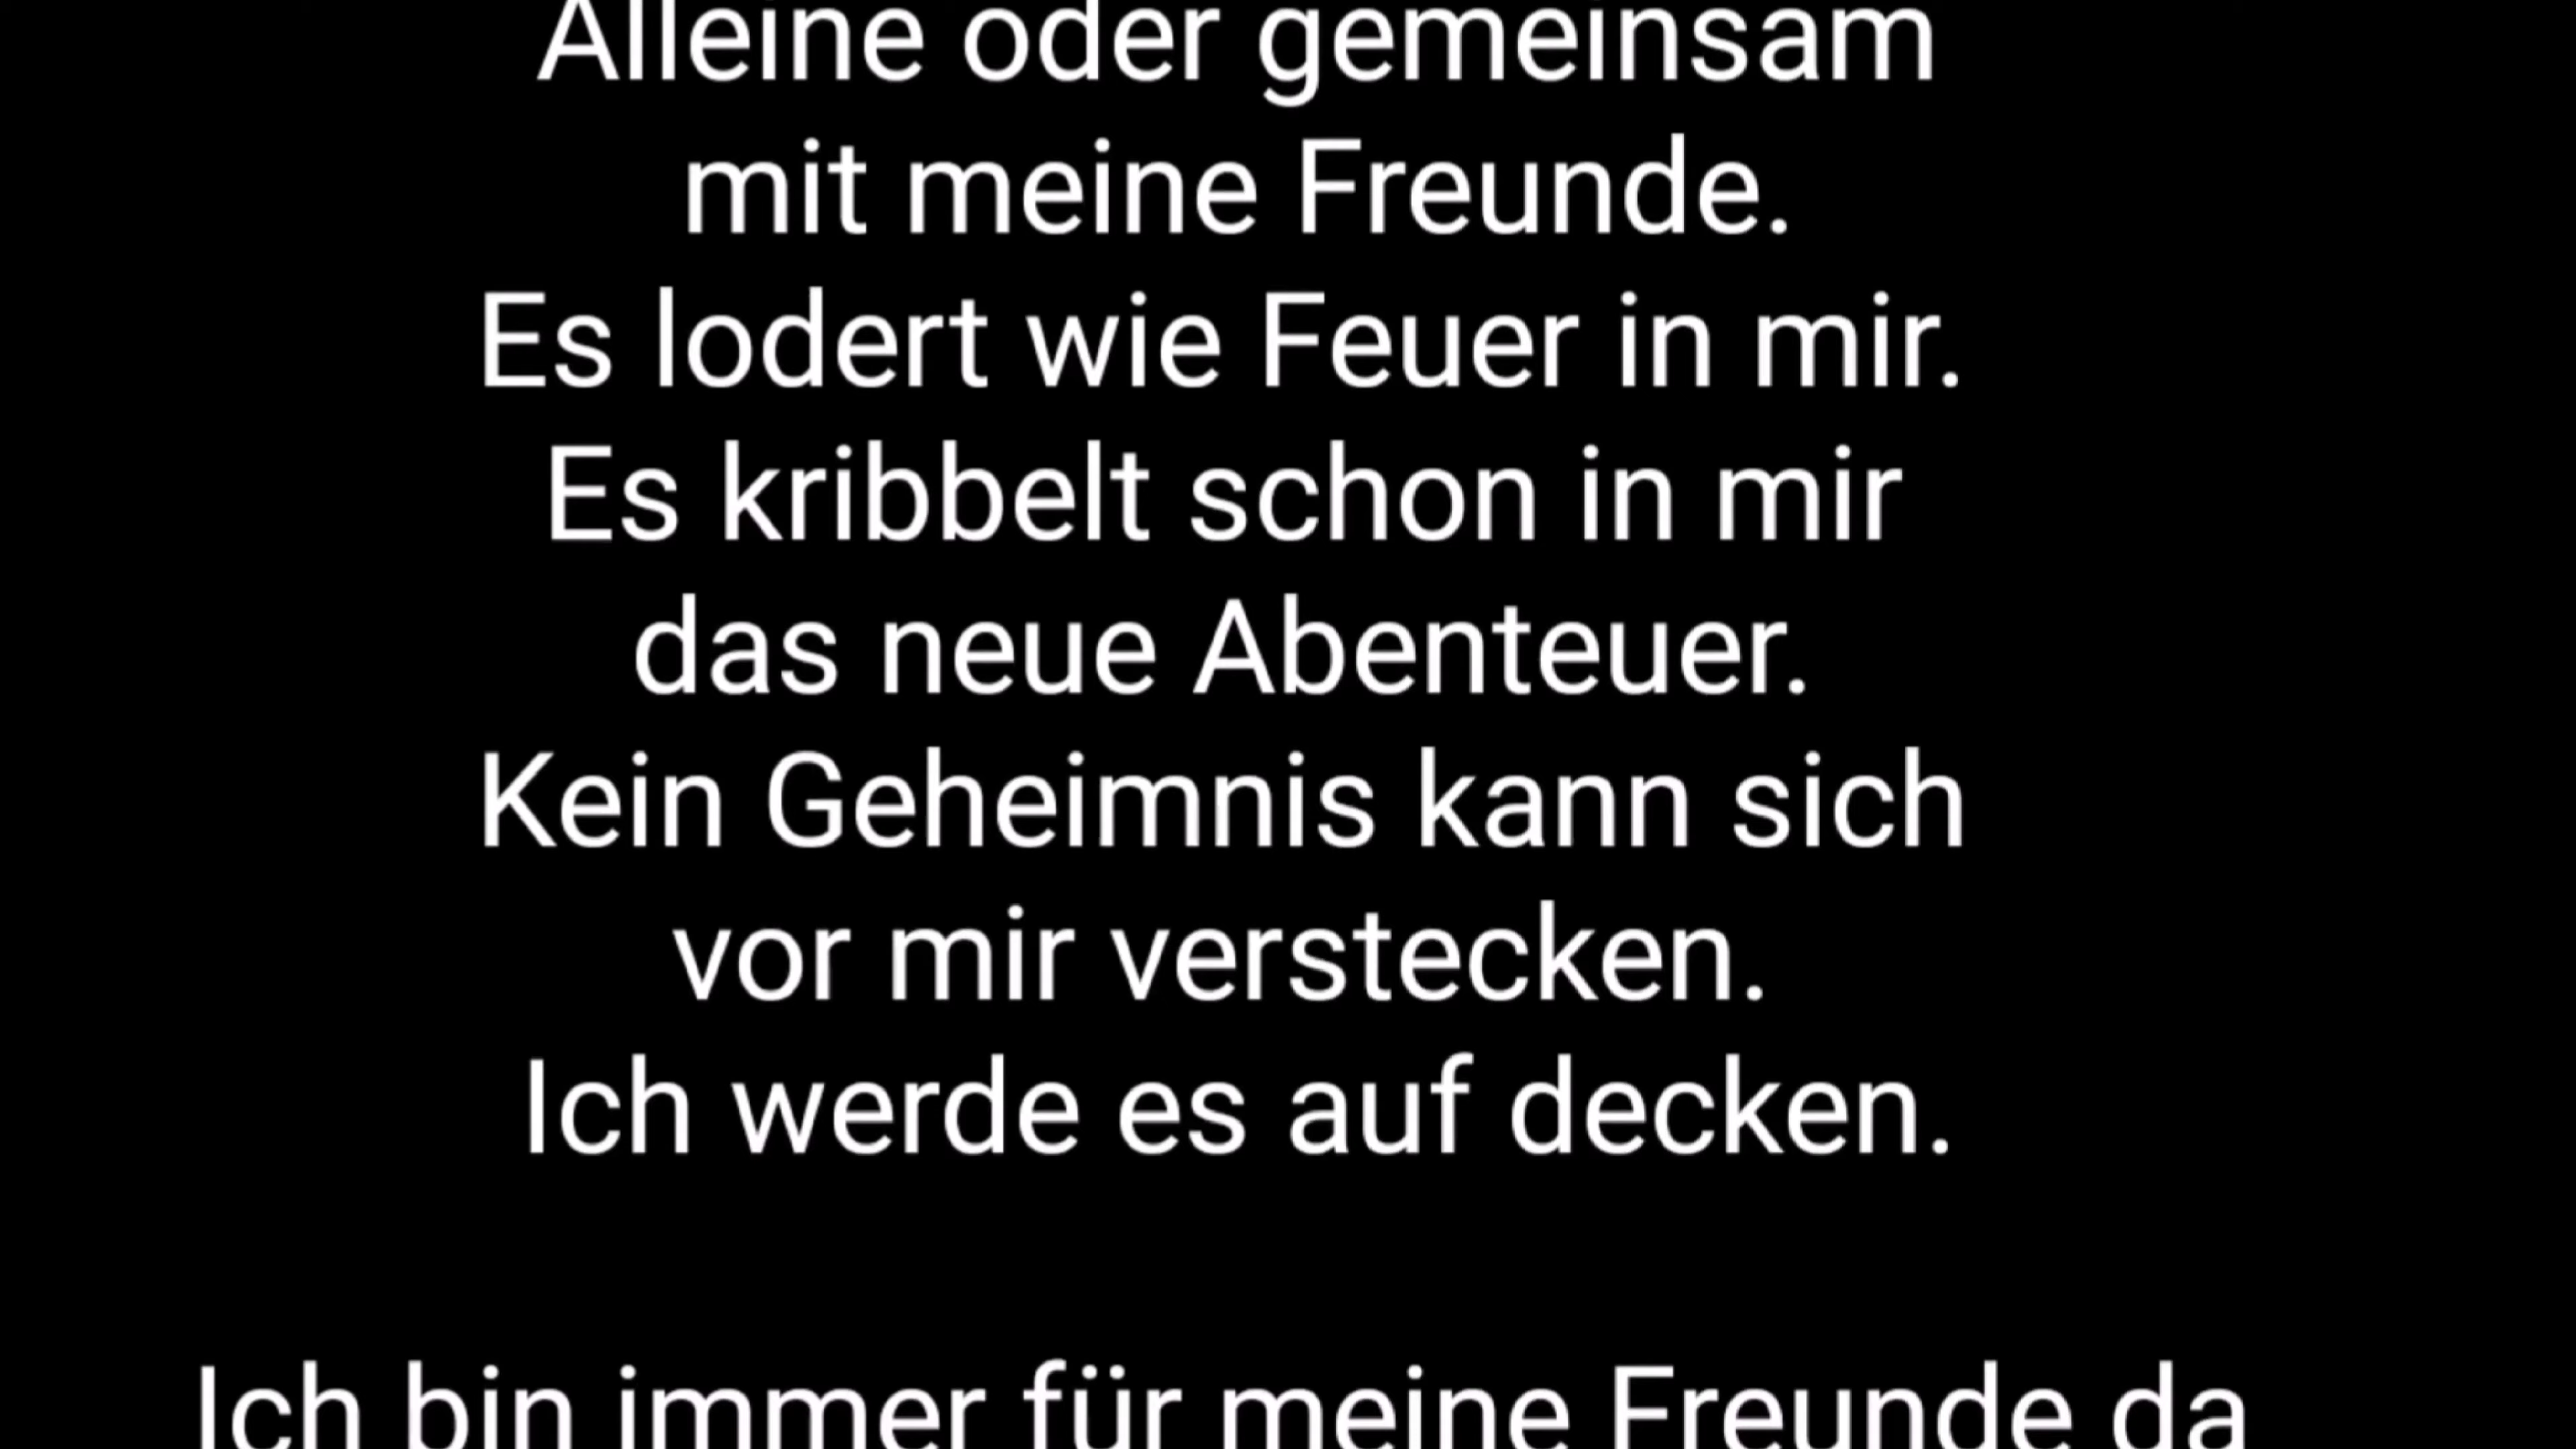 Alleine oder gemeinsam
mit meine Freunde.
Es lodert wie Feuer in mir.
Es kribbelt schon in mir
das neue Abenteuer.
Kein Geheimnis kann sich
vor mir verstecken.
Ich werde es auf decken.
Ich bin immer für meine Freunde da